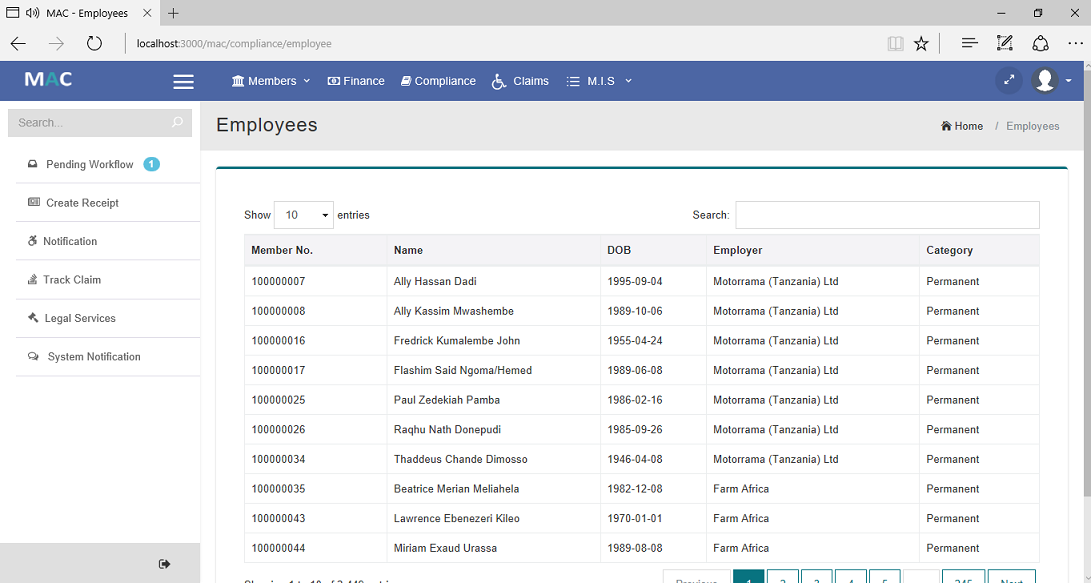 MAC - Employees
localhost:3000/mac/compliance/employee
MAC Members Finance Compliance Claims M.I.S
Search...
Employees
Home / Employees
Pending Workflow 1
Create Receipt
Notification
Track Claim
Legal Services
System Notification
Show 10 entries Search:
Member No. Name DOB Employer Category
100000007 Ally Hassan Dadi 1995-09-04 Motorrama (Tanzania) Ltd Permanent
100000008 Ally Kassim Mwashembe 1989-10-06 Motorrama (Tanzania) Ltd Permanent
100000016 Fredrick Kumalembe John 1955-04-24 Motorrama (Tanzania) Ltd Permanent
100000017 Flashim Said Ngoma/Hemed 1989-06-08 Motorrama (Tanzania) Ltd Permanent
100000025 Paul Zedekiah Pamba 1986-02-16 Motorrama (Tanzania) Ltd Permanent
100000026 Raqhu Nath Donepudi 1985-09-26 Motorrama (Tanzania) Ltd Permanent
100000034 Thaddeus Chande Dimosso 1946-04-08 Motorrama (Tanzania) Ltd Permanent
100000035 Beatrice Merian Meliahela 1982-12-08 Farm Africa Permanent
100000043 Lawrence Ebenezeri Kileo 1970-01-01 Farm Africa Permanent
100000044 Miriam Exaud Urassa 1989-08-08 Farm Africa Permanent
Previous 1 2 3 4 5 Next